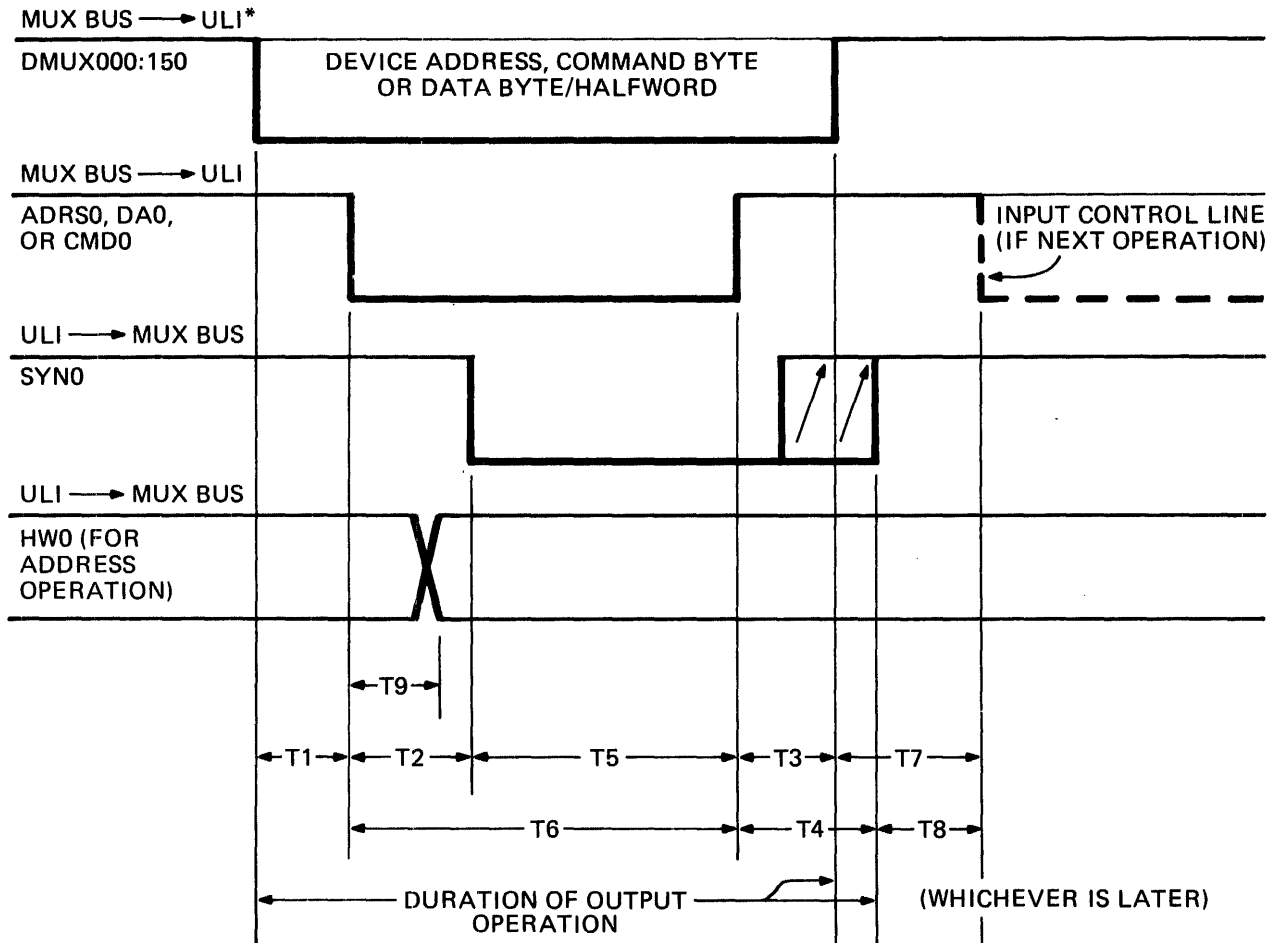 MUX BUS → ULI*
DMUX000:150
DEVICE ADDRESS, COMMAND BYTE
OR DATA BYTE/HALFWORD
MUX BUS → ULI
ADRS0, DA0,
OR CMD0
INPUT CONTROL LINE
(IF NEXT OPERATION)
ULI → MUX BUS
SYN0
ULI → MUX BUS
HW0 (FOR
ADDRESS
OPERATION)
T9
T1 T2 T5 T3 T7
T6 T4 T8
DURATION OF OUTPUT
OPERATION
(WHICHEVER IS LATER)